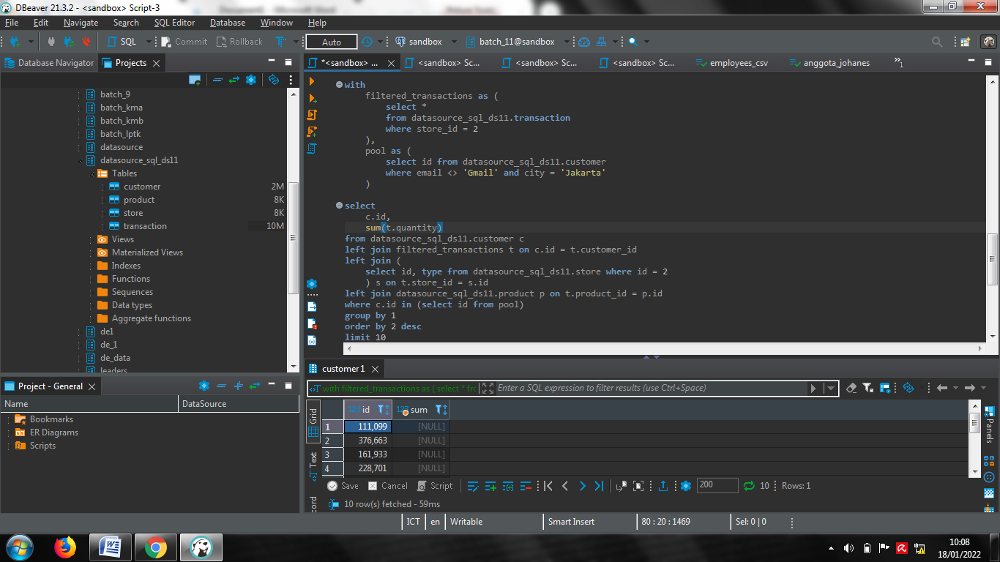 DBeaver 21.3.2 - <sandbox> Script-3
File Edit Navigate Search SQL Editor Database Window Help
SQL Commit Rollback Auto sandbox batch_11@sandbox
Database Navigator Projects
*<sandbox> ... <sandbox> Sc... <sandbox> Sc... <sandbox> Sc... employees_csv anggota_johanes »1
batch_9
batch_kma
batch_kmb
batch_lptk
datasource
datasource_sql_ds11
Tables
customer 2M
product 8K
store 8K
transaction 10M
Views
Materialized Views
Indexes
Functions
Sequences
Data types
Aggregate functions
de1
de_1
de_data
leaders
with
filtered_transactions as (
select *
from datasource_sql_ds11.transaction
where store_id = 2
),
pool as (
select id from datasource_sql_ds11.customer
where email <> 'Gmail' and city = 'Jakarta'
)
select
c.id,
sum(t.quantity)
from datasource_sql_ds11.customer c
left join filtered_transactions t on c.id = t.customer_id
left join (
select id, type from datasource_sql_ds11.store where id = 2
) s on t.store_id = s.id
left join datasource_sql_ds11.product p on t.product_id = p.id
where c.id in (select id from pool)
group by 1
order by 2 desc
limit 10
Project - General
Name DataSource
Bookmarks
ER Diagrams
Scripts
customer 1
with filtered_transactions as ( select * fro Enter a SQL expression to filter results (use Ctrl+Space)
Grid
Text
123 id 123 sum
1 111,099 [NULL]
2 376,663 [NULL]
3 161,933 [NULL]
4 228,701 [NULL]
Panels
Save Cancel Script 200 10 Rows: 1
10 row(s) fetched - 59ms
ICT en Writable Smart Insert 80 : 20 : 1469 Sel: 0 | 0
10:08
18/01/2022